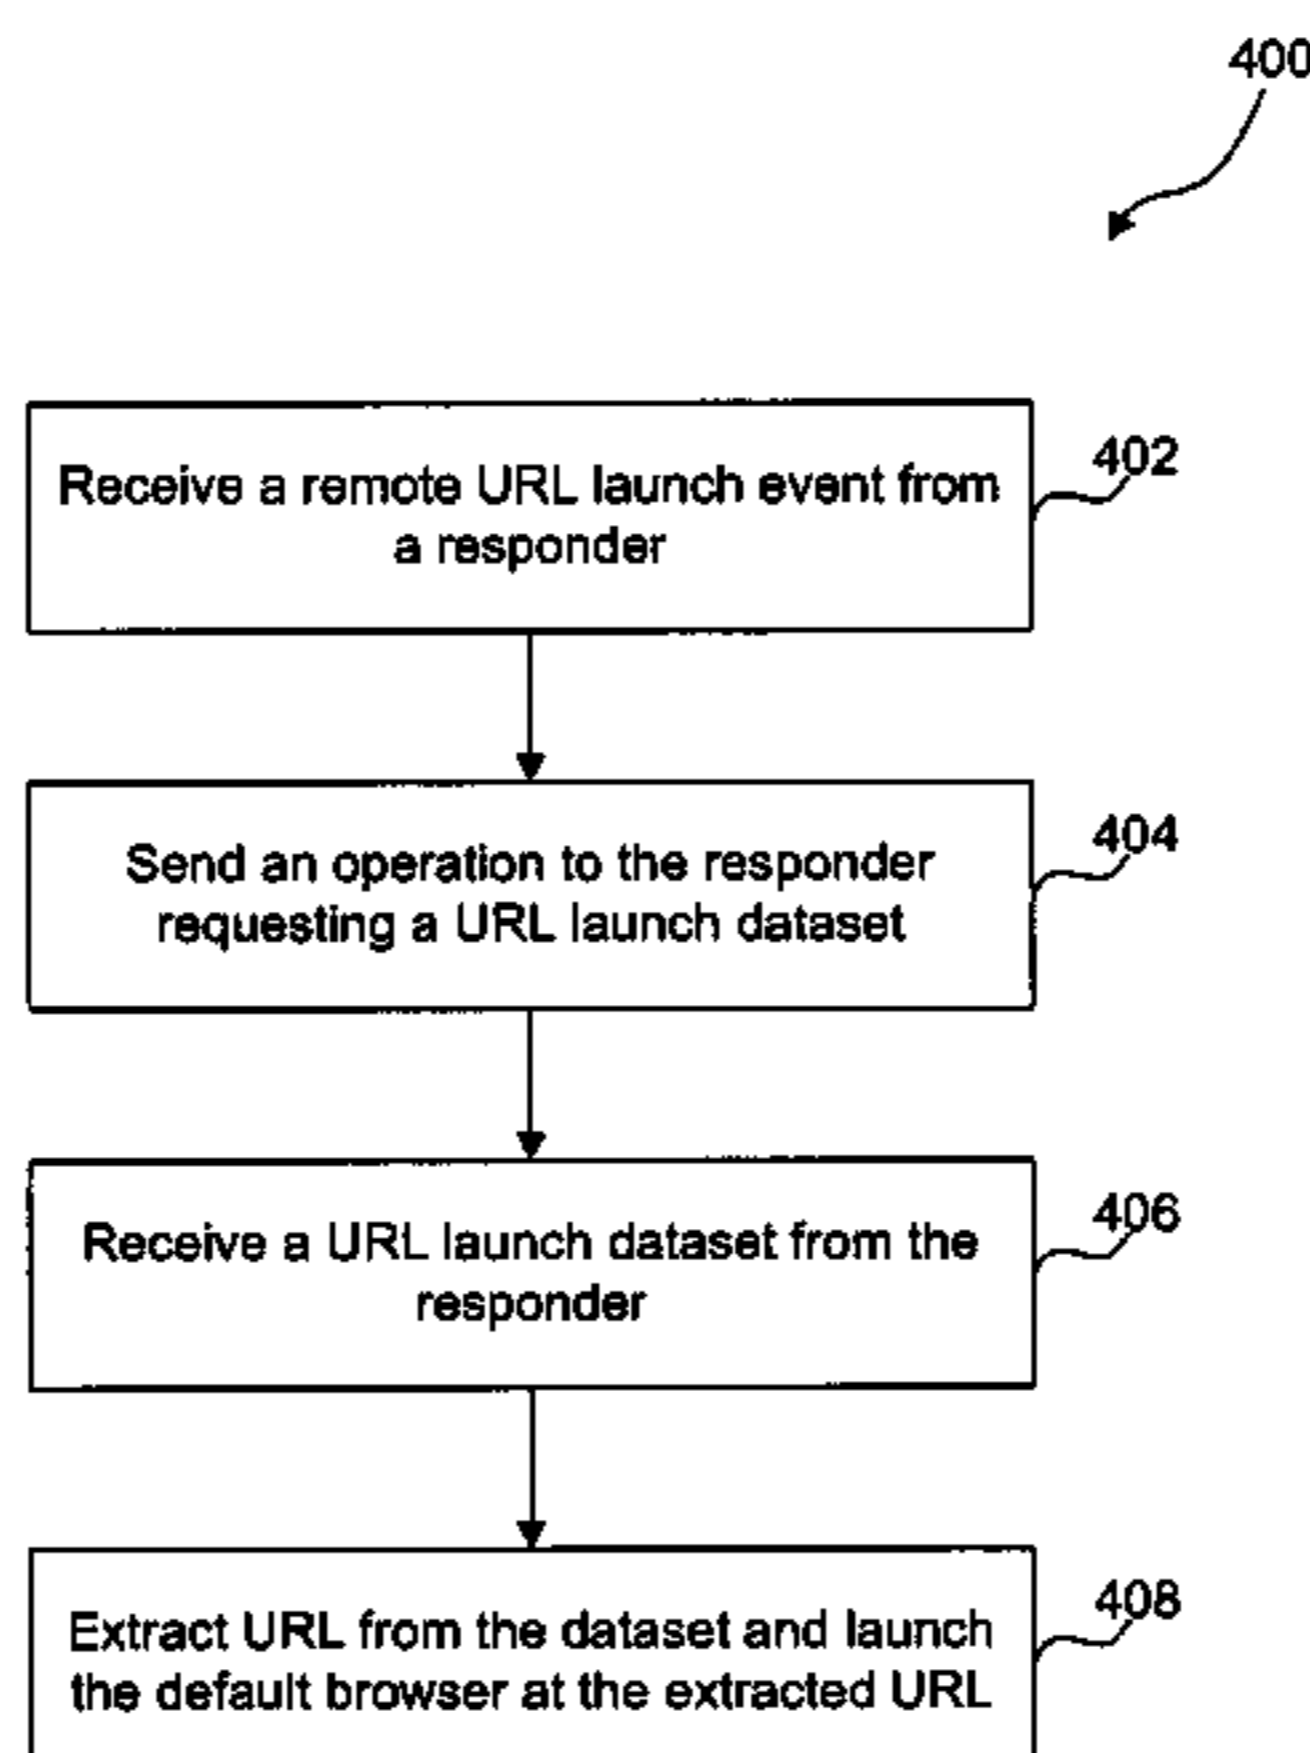 400
Receive a remote URL launch event from
a responder
402
Send an operation to the responder
requesting a URL launch dataset
404
Receive a URL launch dataset from the
responder
406
Extract URL from the dataset and launch
the default browser at the extracted URL
408